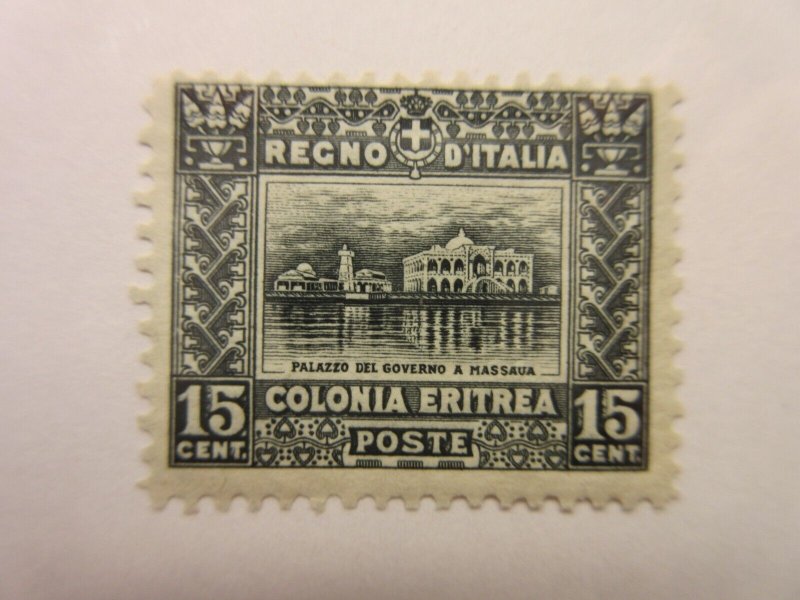 REGNO D'ITALIA
PALAZZO DEL GOVERNO A MASSAUA
COLONIA ERITREA
15 CENT.
POSTE
15 CENT.